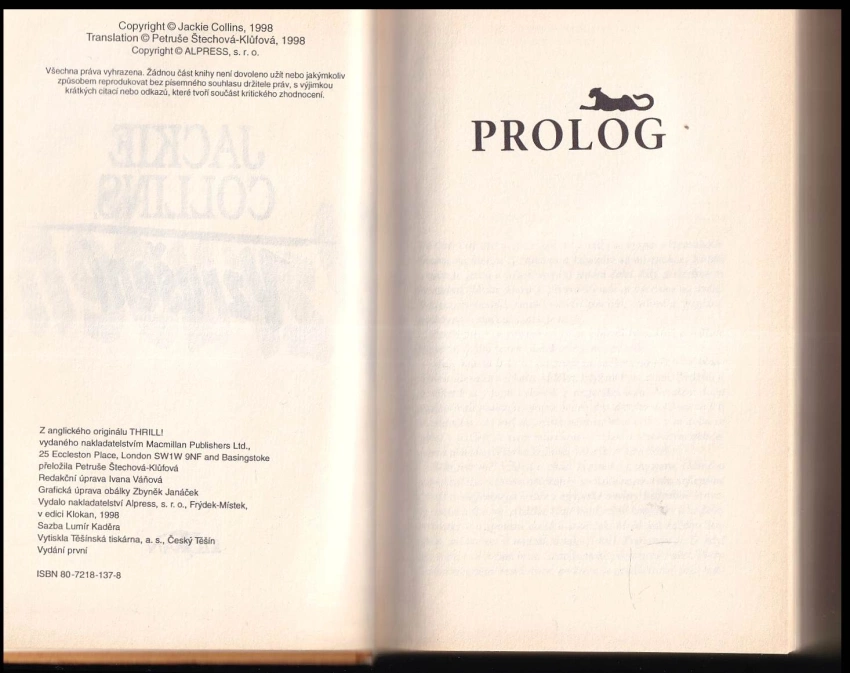 Copyright © Jackie Collins, 1998
Translation © Petruše Štechová-Klůfová, 1998
Copyright © ALPRESS, s. r. o.
Všechna práva vyhrazena. Žádnou část knihy není dovoleno užít nebo jakýmkoliv
způsobem reprodukovat bez písemného souhlasu držitele práv, s výjimkou
krátkých citací nebo odkazů, které tvoří součást kritického zhodnocení.
JACKIE
COLLINS
Z anglického originálu THRILL!
vydaného nakladatelstvím Macmillan Publishers Ltd.,
25 Eccleston Place, London SW1W 9NF and Basingstoke
přeložila Petruše Štechová-Klůfová
Redakční úprava Ivana Váňová
Grafická úprava obálky Zbyněk Janáček
Vydalo nakladatelství Alpress, s. r. o., Frýdek-Místek,
v edici Klokan, 1998
Sazba Lumír Kaděra
Vytiskla Těšínská tiskárna, a. s., Český Těšín
Vydání první
ISBN 80-7218-137-8
PROLOG